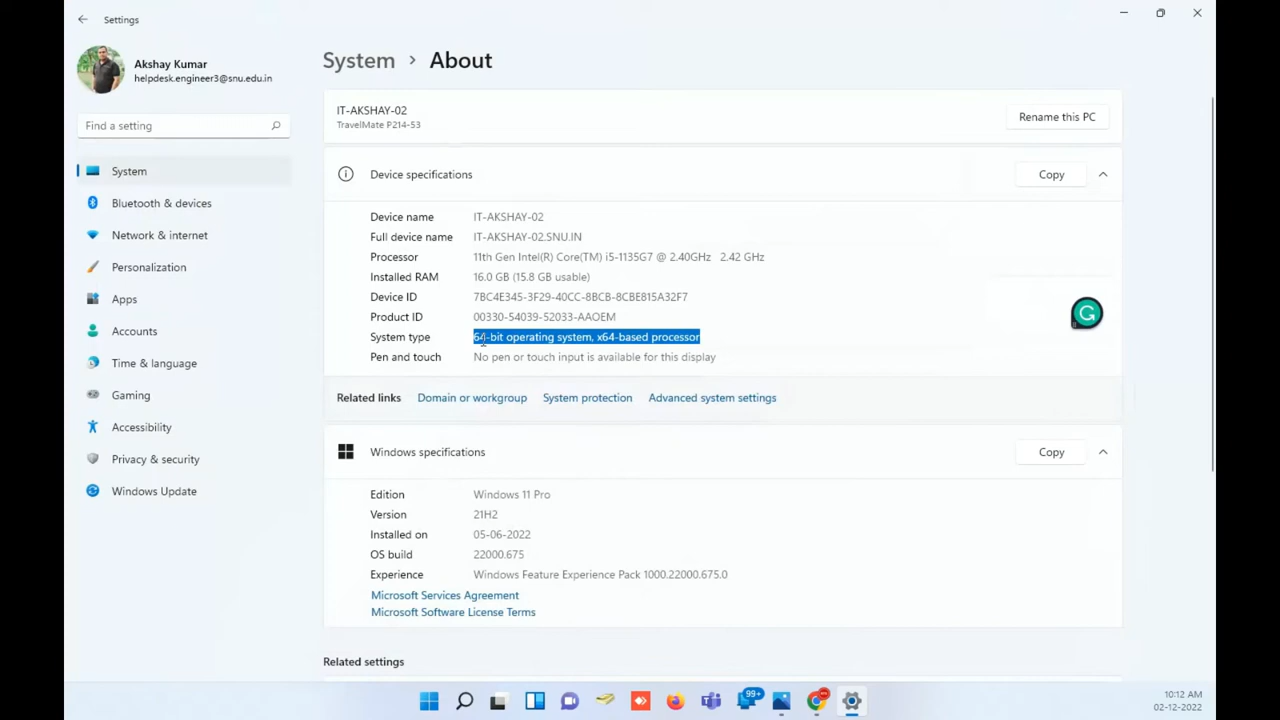 Settings
Akshay Kumar
helpdesk.engineer3@snu.edu.in
Find a setting
System
Bluetooth & devices
Network & internet
Personalization
Apps
Accounts
Time & language
Gaming
Accessibility
Privacy & security
Windows Update
System > About
IT-AKSHAY-02
TravelMate P214-53
Rename this PC
Device specifications Copy
Device name IT-AKSHAY-02
Full device name IT-AKSHAY-02.SNU.IN
Processor 11th Gen Intel(R) Core(TM) i5-1135G7 @ 2.40GHz 2.42 GHz
Installed RAM 16.0 GB (15.8 GB usable)
Device ID 7BC4E345-3F29-40CC-8BCB-8CBE815A32F7
Product ID 00330-54039-52033-AAOEM
System type 64-bit operating system, x64-based processor
Pen and touch No pen or touch input is available for this display
Related links Domain or workgroup System protection Advanced system settings
Windows specifications Copy
Edition Windows 11 Pro
Version 21H2
Installed on 05-06-2022
OS build 22000.675
Experience Windows Feature Experience Pack 1000.22000.675.0
Microsoft Services Agreement
Microsoft Software License Terms
Related settings
99+
10:12 AM
02-12-2022